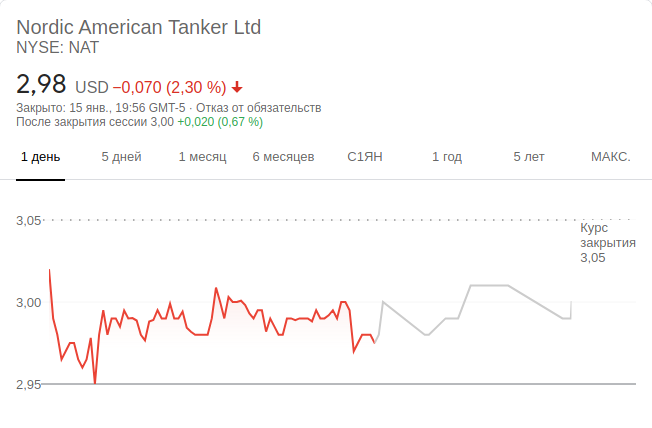 Nordic American Tanker Ltd
NYSE: NAT
2,98 USD −0,070 (2,30 %)
Закрыто: 15 янв., 19:56 GMT-5 · Отказ от обязательств
После закрытия сессии 3,00 +0,020 (0,67 %)
1 день 5 дней 1 месяц 6 месяцев С1ЯН 1 год 5 лет МАКС.
3,05
Курс
закрытия
3,05
3,00
2,95